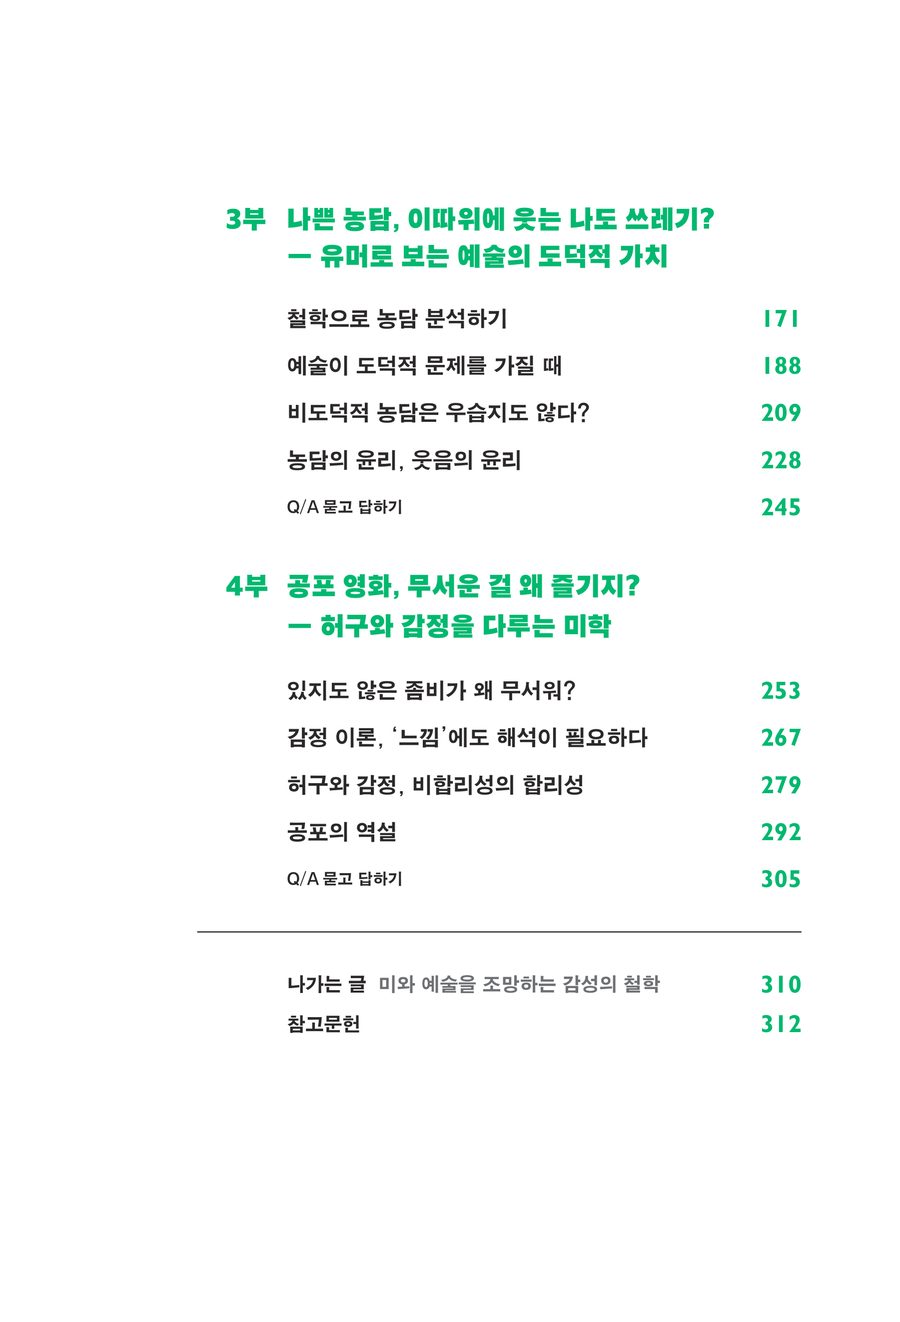 3부 나쁜 농담, 이따위에 웃는 나도 쓰레기?
— 유머로 보는 예술의 도덕적 가치
철학으로 농담 분석하기 171
예술이 도덕적 문제를 가질 때 188
비도덕적 농담은 우습지도 않다? 209
농담의 윤리, 웃음의 윤리 228
Q/A 묻고 답하기 245
4부 공포 영화, 무서운 걸 왜 즐기지?
— 허구와 감정을 다루는 미학
있지도 않은 좀비가 왜 무서워? 253
감정 이론, ‘느낌’에도 해석이 필요하다 267
허구와 감정, 비합리성의 합리성 279
공포의 역설 292
Q/A 묻고 답하기 305
나가는 글 미와 예술을 조망하는 감성의 철학 310
참고문헌 312